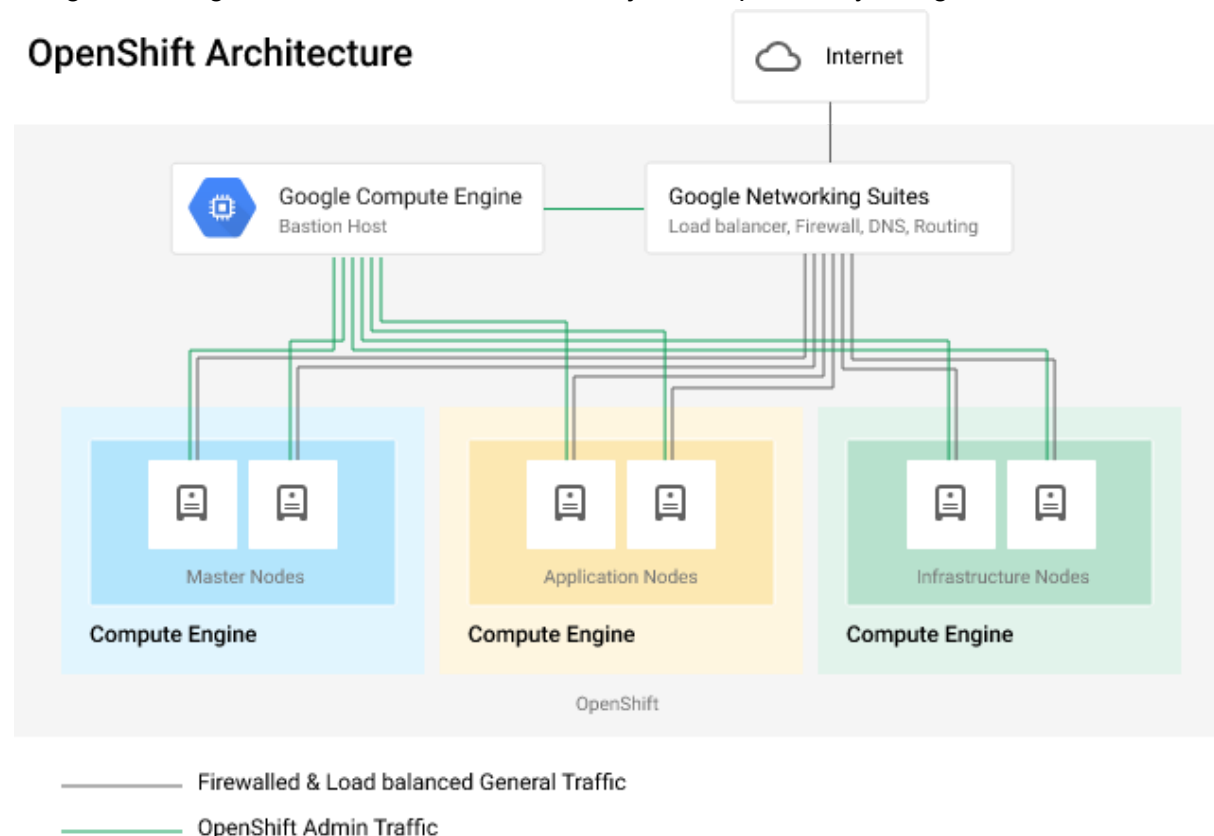 OpenShift Architecture
Internet
Google Compute Engine
Bastion Host
Google Networking Suites
Load balancer, Firewall, DNS, Routing
Master Nodes
Compute Engine
Application Nodes
Compute Engine
Infrastructure Nodes
Compute Engine
OpenShift
Firewalled & Load balanced General Traffic
OpenShift Admin Traffic